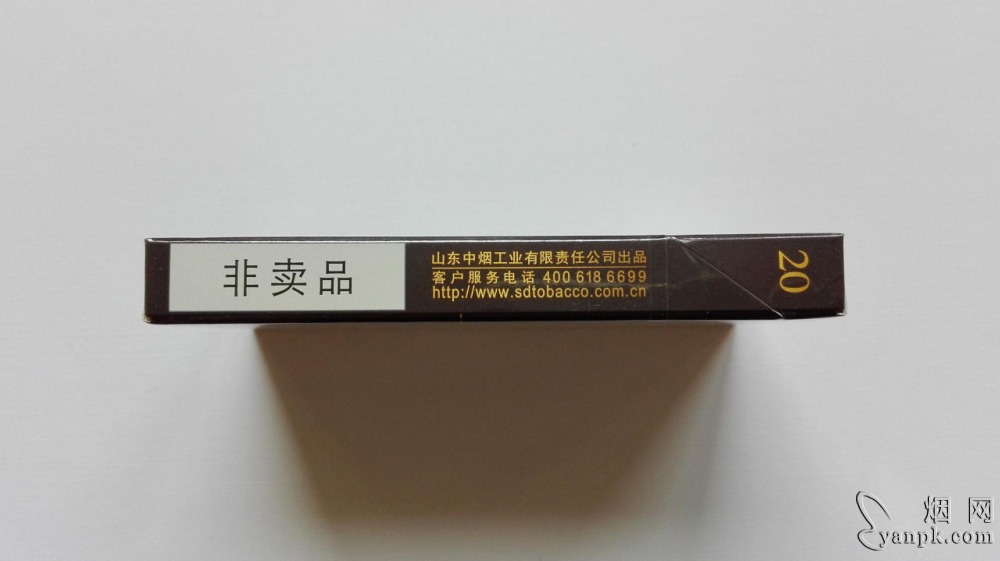 非卖品
山东中烟工业有限责任公司出品
客户服务电话 400 618 6699
http://www.sdtobacco.com.cn
20
烟网
yanpk.com